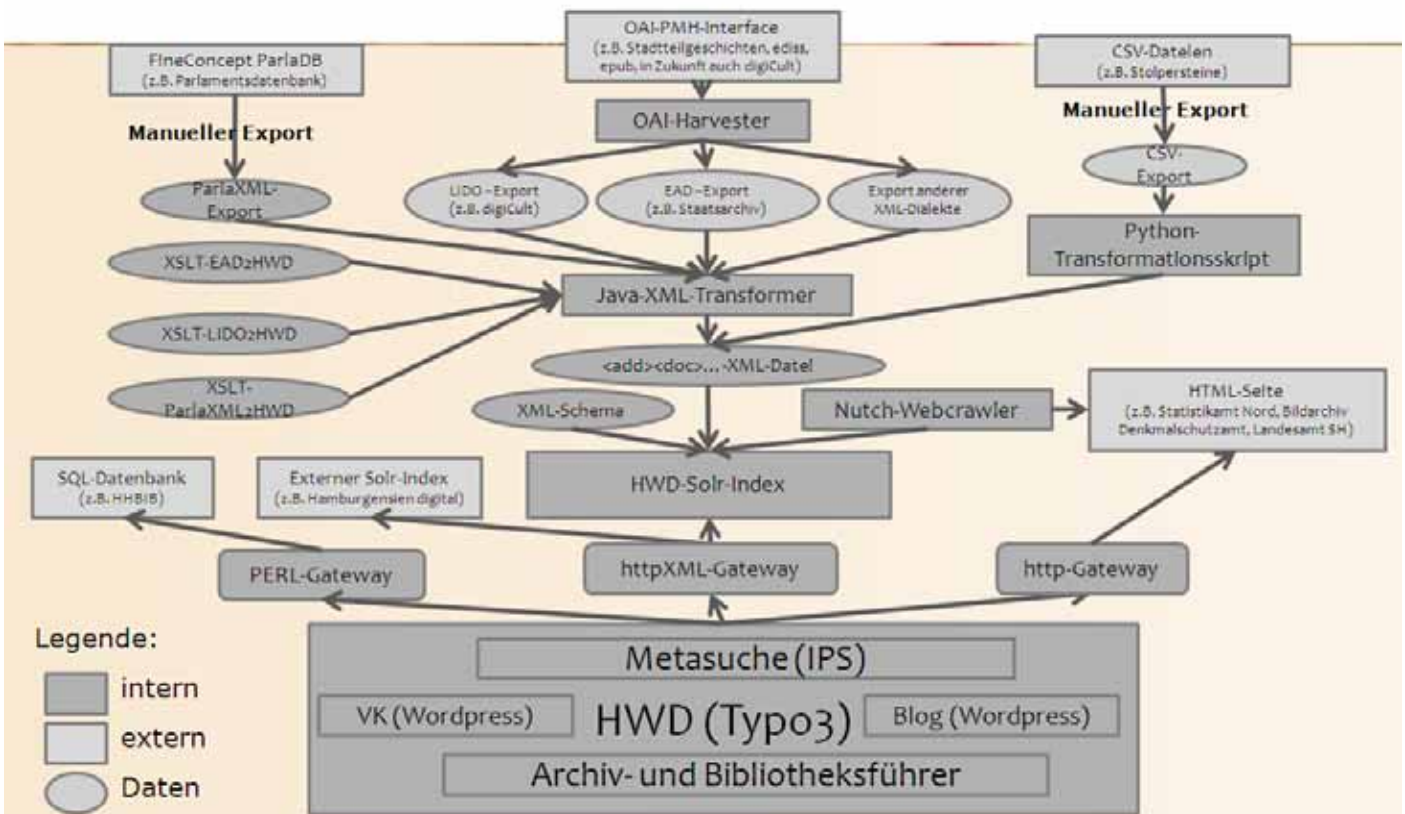 OAI-PMH-Interface
(z.B. Stadtteilgeschichten, ediss,
epub, in Zukunft auch digiCult)
FineConcept ParlaDB
(z.B. Parlamentsdatenbank)
CSV-Dateien
(z.B. Stolpersteine)
Manueller Export
OAI-Harvester
Manueller Export
ParlaXML-
Export
LIDO-Export
(z.B. digiCult)
EAD-Export
(z.B. Staatsarchiv)
Export anderer
XML-Dialekte
CSV-
Export
XSLT-EAD2HWD
Python-
Transformationsskript
Java-XML-Transformer
XSLT-LIDO2HWD
<add><doc>...-XML-Datei
XSLT-
ParlaXML2HWD
XML-Schema
Nutch-Webcrawler
HTML-Seite
(z.B. Statistikamt Nord, Bildarchiv
Denkmalschutzamt, Landesamt SH)
SQL-Datenbank
(z.B. HHBIB)
Externer Solr-Index
(z.B. Hamburgensien digital)
HWD-Solr-Index
PERL-Gateway
httpXML-Gateway
http-Gateway
Legende:
intern
extern
Daten
Metasuche (IPS)
VK (Wordpress)
HWD (Typo3)
Blog (Wordpress)
Archiv- und Bibliotheksführer